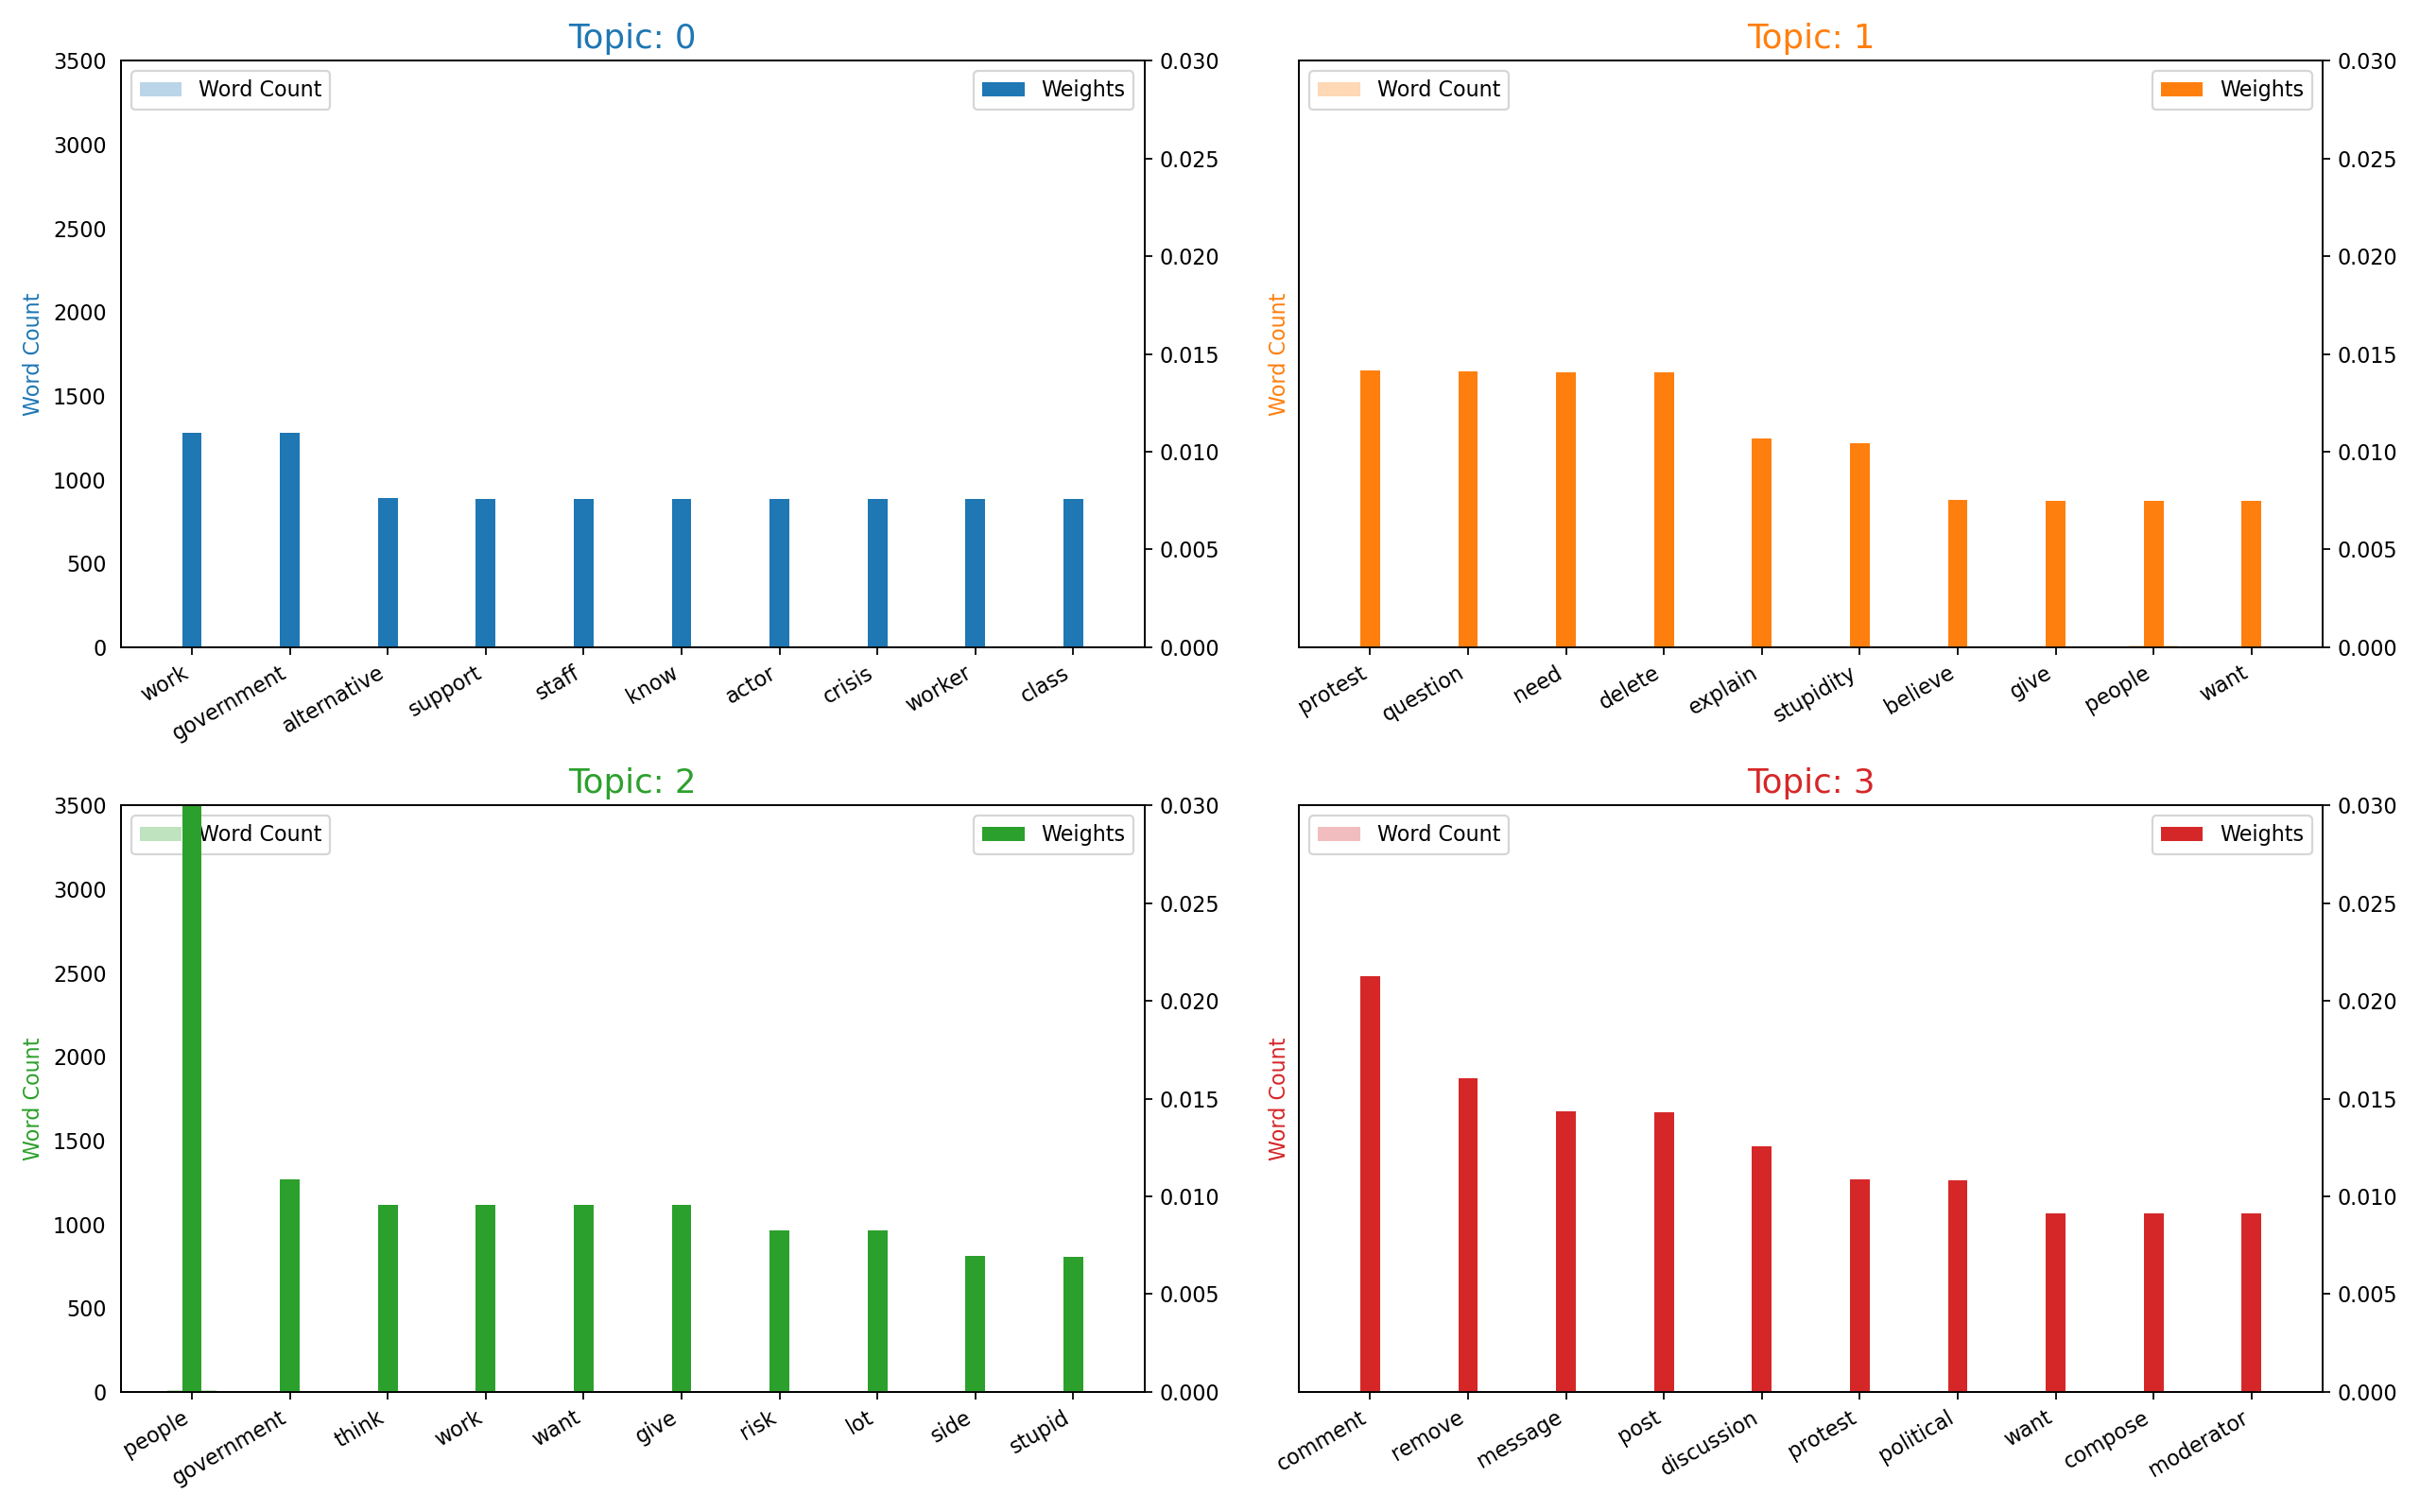 Topic: 0
Word Count
Weights
3500
3000
2500
2000
1500
1000
500
0
Word Count
0.030
0.025
0.020
0.015
0.010
0.005
0.000
work
government
alternative
support
staff
know
actor
crisis
worker
class
Topic: 1
Word Count
Weights
Word Count
0.030
0.025
0.020
0.015
0.010
0.005
0.000
protest
question
need
delete
explain
stupidity
believe
give
people
want
Topic: 2
Word Count
Weights
3500
3000
2500
2000
1500
1000
500
0
Word Count
0.030
0.025
0.020
0.015
0.010
0.005
0.000
people
government
think
work
want
give
risk
lot
side
stupid
Topic: 3
Word Count
Weights
Word Count
0.030
0.025
0.020
0.015
0.010
0.005
0.000
comment
remove
message
post
discussion
protest
political
want
compose
moderator